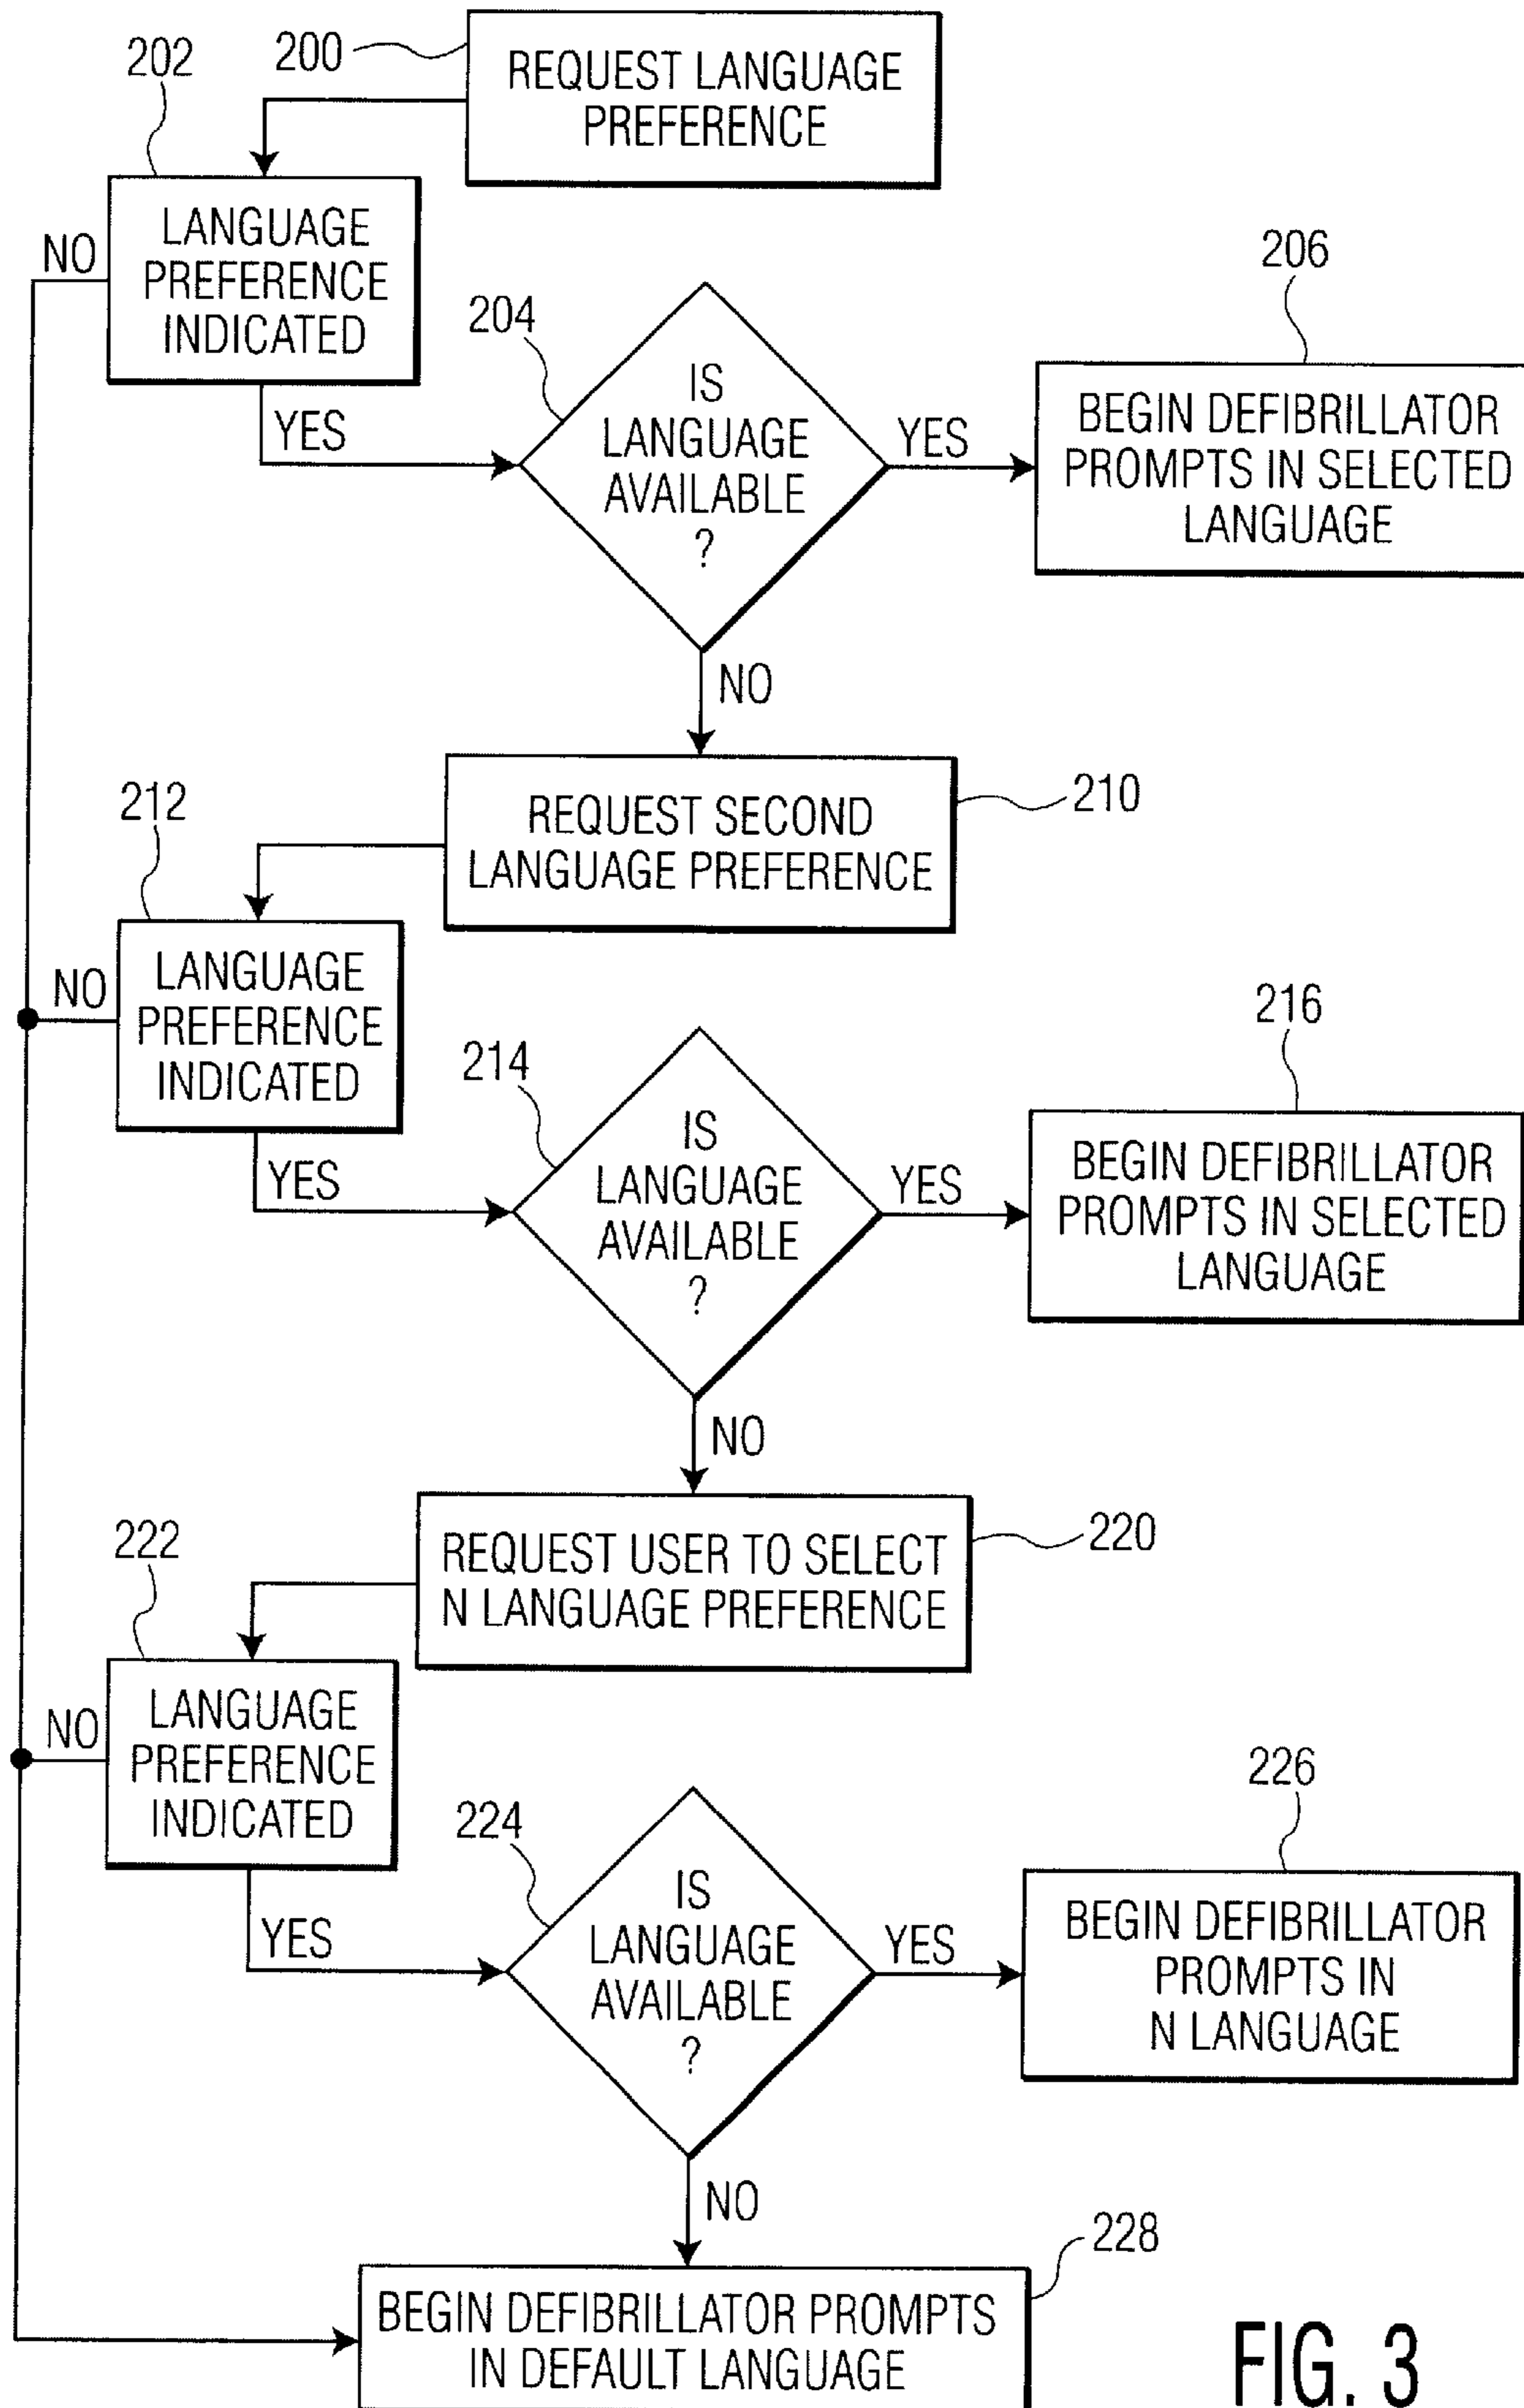 200
REQUEST LANGUAGE
PREFERENCE
202
LANGUAGE
PREFERENCE
INDICATED
NO
YES
204
IS
LANGUAGE
AVAILABLE
?
YES
206
BEGIN DEFIBRILLATOR
PROMPTS IN SELECTED
LANGUAGE
NO
REQUEST SECOND
LANGUAGE PREFERENCE
210
212
LANGUAGE
PREFERENCE
INDICATED
NO
YES
214
IS
LANGUAGE
AVAILABLE
?
YES
216
BEGIN DEFIBRILLATOR
PROMPTS IN SELECTED
LANGUAGE
NO
REQUEST USER TO SELECT
N LANGUAGE PREFERENCE
220
222
LANGUAGE
PREFERENCE
INDICATED
NO
YES
224
IS
LANGUAGE
AVAILABLE
?
YES
226
BEGIN DEFIBRILLATOR
PROMPTS IN
N LANGUAGE
NO
228
BEGIN DEFIBRILLATOR PROMPTS
IN DEFAULT LANGUAGE
FIG. 3